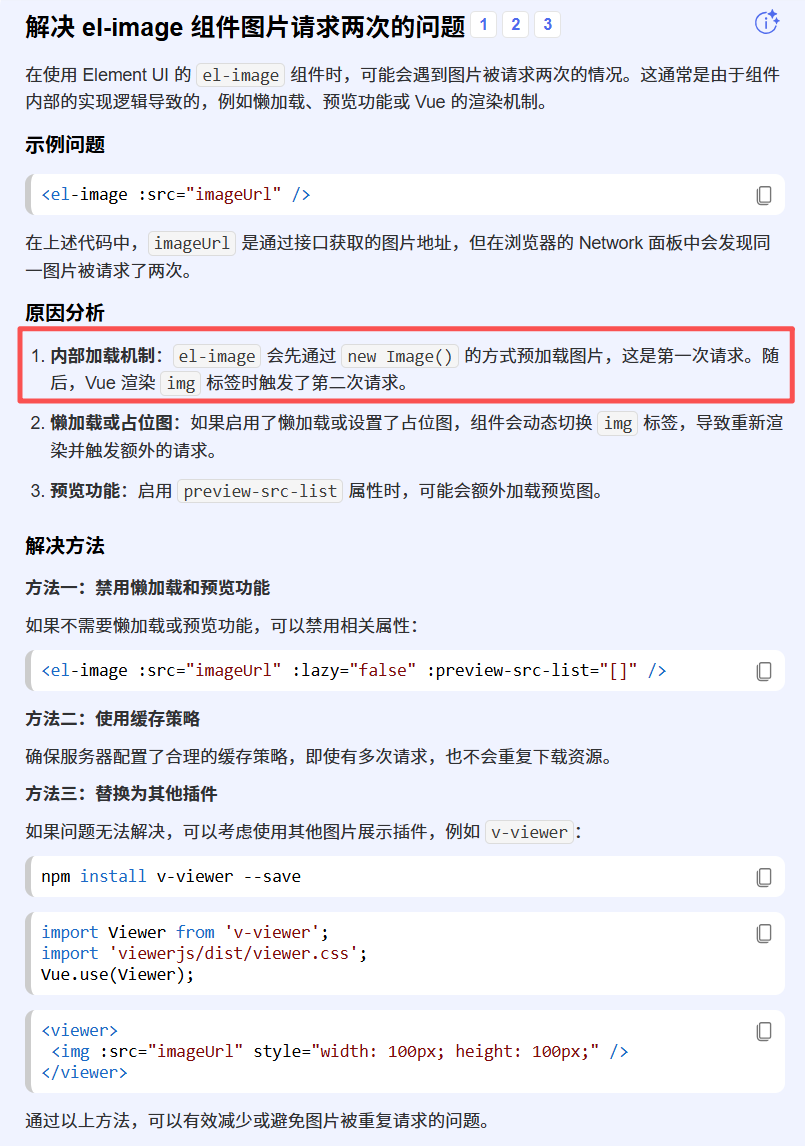 解决 el-image 组件图片请求两次的问题 1 2 3
在使用 Element UI 的 el-image 组件时，可能会遇到图片被请求两次的情况。这通常是由于组件
内部的实现逻辑导致的，例如懒加载、预览功能或 Vue 的渲染机制。
示例问题
<el-image :src="imageUrl" />
在上述代码中，imageUrl 是通过接口获取的图片地址，但在浏览器的 Network 面板中会发现同
一图片被请求了两次。
原因分析
1. 内部加载机制：el-image 会先通过 new Image() 的方式预加载图片，这是第一次请求。随
后，Vue 渲染 img 标签时触发了第二次请求。
2. 懒加载或占位图：如果启用了懒加载或设置了占位图，组件会动态切换 img 标签，导致重新渲
染并触发额外的请求。
3. 预览功能：启用 preview-src-list 属性时，可能会额外加载预览图。
解决方法
方法一：禁用懒加载和预览功能
如果不需要懒加载或预览功能，可以禁用相关属性：
<el-image :src="imageUrl" :lazy="false" :preview-src-list="[]" />
方法二：使用缓存策略
确保服务器配置了合理的缓存策略，即使有多次请求，也不会重复下载资源。
方法三：替换为其他插件
如果问题无法解决，可以考虑使用其他图片展示插件，例如 v-viewer：
npm install v-viewer --save
import Viewer from 'v-viewer';
import 'viewerjs/dist/viewer.css';
Vue.use(Viewer);
<viewer>
<img :src="imageUrl" style="width: 100px; height: 100px;" />
</viewer>
通过以上方法，可以有效减少或避免图片被重复请求的问题。